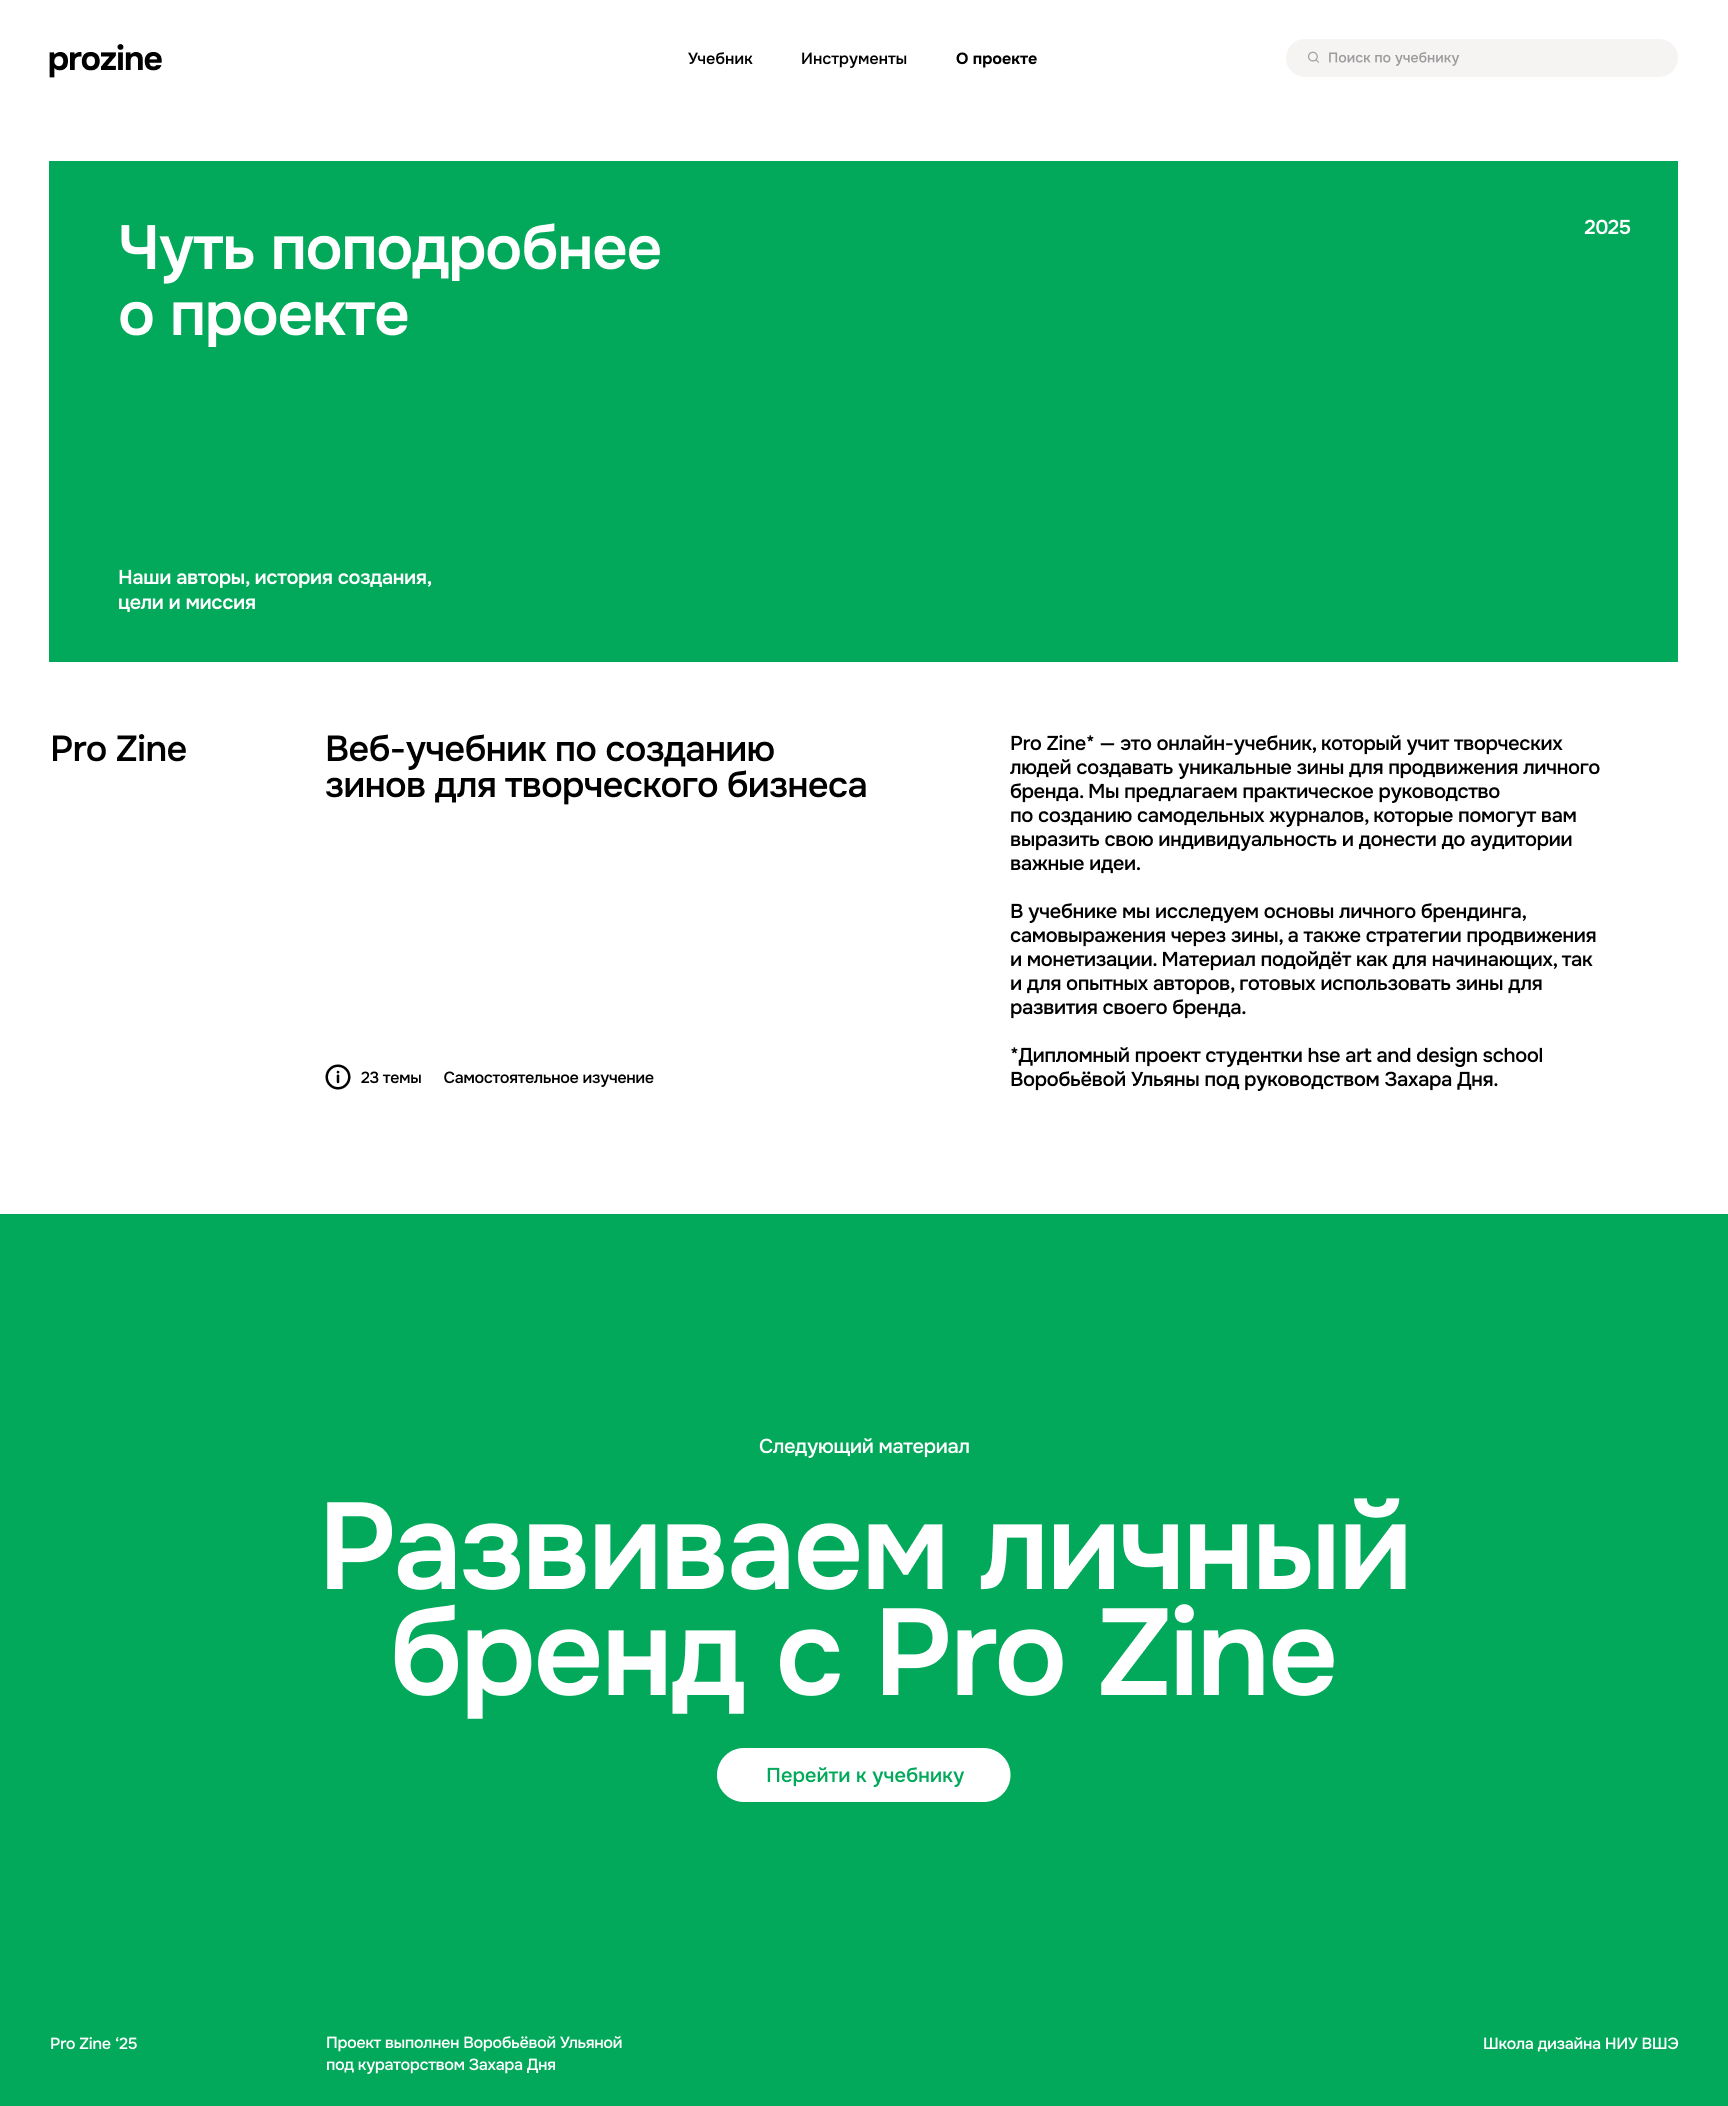 prozine
Учебник
Инструменты
О проекте
Поиск по учебнику
Чуть поподробнее
о проекте
2025
Наши авторы, история создания,
цели и миссия
Pro Zine
Веб-учебник по созданию
зинов для творческого бизнеса
23 темы
Самостоятельное изучение
Pro Zine* — это онлайн-учебник, который учит творческих
людей создавать уникальные зины для продвижения личного
бренда. Мы предлагаем практическое руководство
по созданию самодельных журналов, которые помогут вам
выразить свою индивидуальность и донести до аудитории
важные идеи.
В учебнике мы исследуем основы личного брендинга,
самовыражения через зины, а также стратегии продвижения
и монетизации. Материал подойдёт как для начинающих, так
и для опытных авторов, готовых использовать зины для
развития своего бренда.
*Дипломный проект студентки hse art and design school
Воробьёвой Ульяны под руководством Захара Дня.
Следующий материал
Развиваем личный
бренд с Pro Zine
Перейти к учебнику
Pro Zine ‘25
Проект выполнен Воробьёвой Ульяной
под кураторством Захара Дня
Школа дизайна НИУ ВШЭ